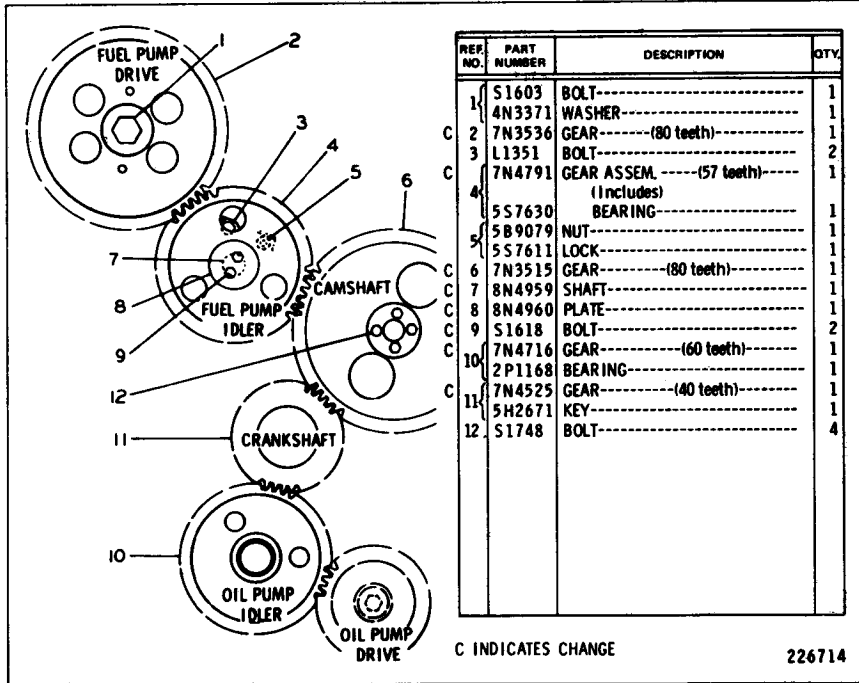 1
2
FUEL PUMP
DRIVE
3
4
5
6
7
8
9
FUEL PUMP
IDLER
CAMSHAFT
12
11
CRANKSHAFT
10
OIL PUMP
IDLER
OIL PUMP
DRIVE
REF. NO. PART NUMBER DESCRIPTION QTY.
1 S1603 BOLT 1
4N3371 WASHER 1
C 2 7N3536 GEAR (80 teeth) 1
3 L1351 BOLT 2
C 4 7N4791 GEAR ASSEM. (57 teeth) 1
(Includes)
5S7630 BEARING 1
5 5B9079 NUT 1
5S7611 LOCK 1
C 6 7N3515 GEAR (80 teeth) 1
C 7 8N4959 SHAFT 1
C 8 8N4960 PLATE 1
C 9 S1618 BOLT 2
C 10 7N4716 GEAR (60 teeth) 1
2P1168 BEARING 1
C 11 7N4525 GEAR (40 teeth) 1
5H2671 KEY 1
12 S1748 BOLT 4
C INDICATES CHANGE
226714